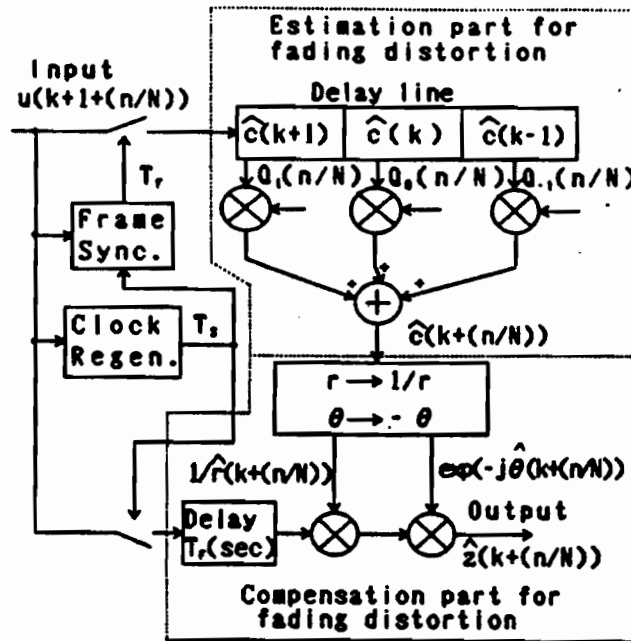 Estimation part for
fading distortion
Input
u(k+1+(n/N))
Delay line
ĉ(k+1)
ĉ(k)
ĉ(k-1)
Q₁(n/N)
Q₀(n/N)
Q₋₁(n/N)
Tᵣ
Frame
Sync.
+
+
+
+
Clock
Regen.
Tₛ
ĉ(k+(n/N))
r → 1/r
θ → - θ
1/r̂(k+(n/N))
exp(-jθ̂(k+(n/N))
Delay
Tᵣ(sec)
Output
ẑ(k+(n/N))
Compensation part for
fading distortion